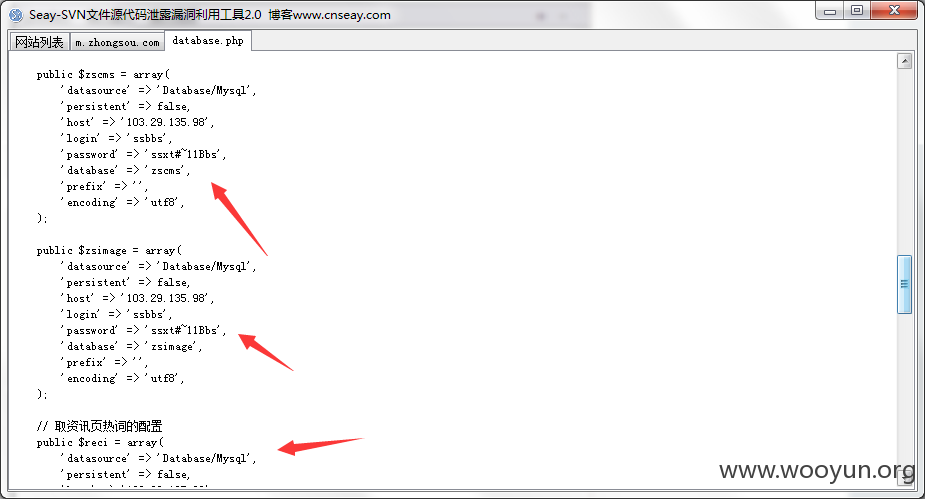 Seay-SVN文件源代码泄露漏洞利用工具2.0 博客www.cnseay.com
网站列表 m.zhongsou.com database.php
public $zscms = array(
'datasource' => 'Database/Mysql',
'persistent' => false,
'host' => '103.29.135.98',
'login' => 'ssbbs',
'password' => 'ssxt#~11Bbs',
'database' => 'zscms',
'prefix' => '',
'encoding' => 'utf8',
);
public $zsimage = array(
'datasource' => 'Database/Mysql',
'persistent' => false,
'host' => '103.29.135.98',
'login' => 'ssbbs',
'password' => 'ssxt#~11Bbs',
'database' => 'zsimage',
'prefix' => '',
'encoding' => 'utf8',
);
// 取资讯页热词的配置
public $reci = array(
'datasource' => 'Database/Mysql',
'persistent' => false,
www.wooyun.org